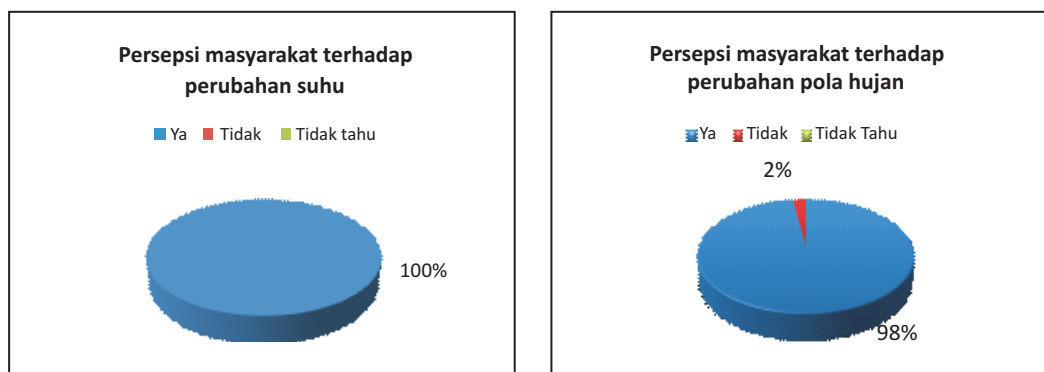 Persepsi masyarakat terhadap
perubahan suhu
Ya Tidak Tidak tahu
100%
Persepsi masyarakat terhadap
perubahan pola hujan
Ya Tidak Tidak Tahu
2%
98%